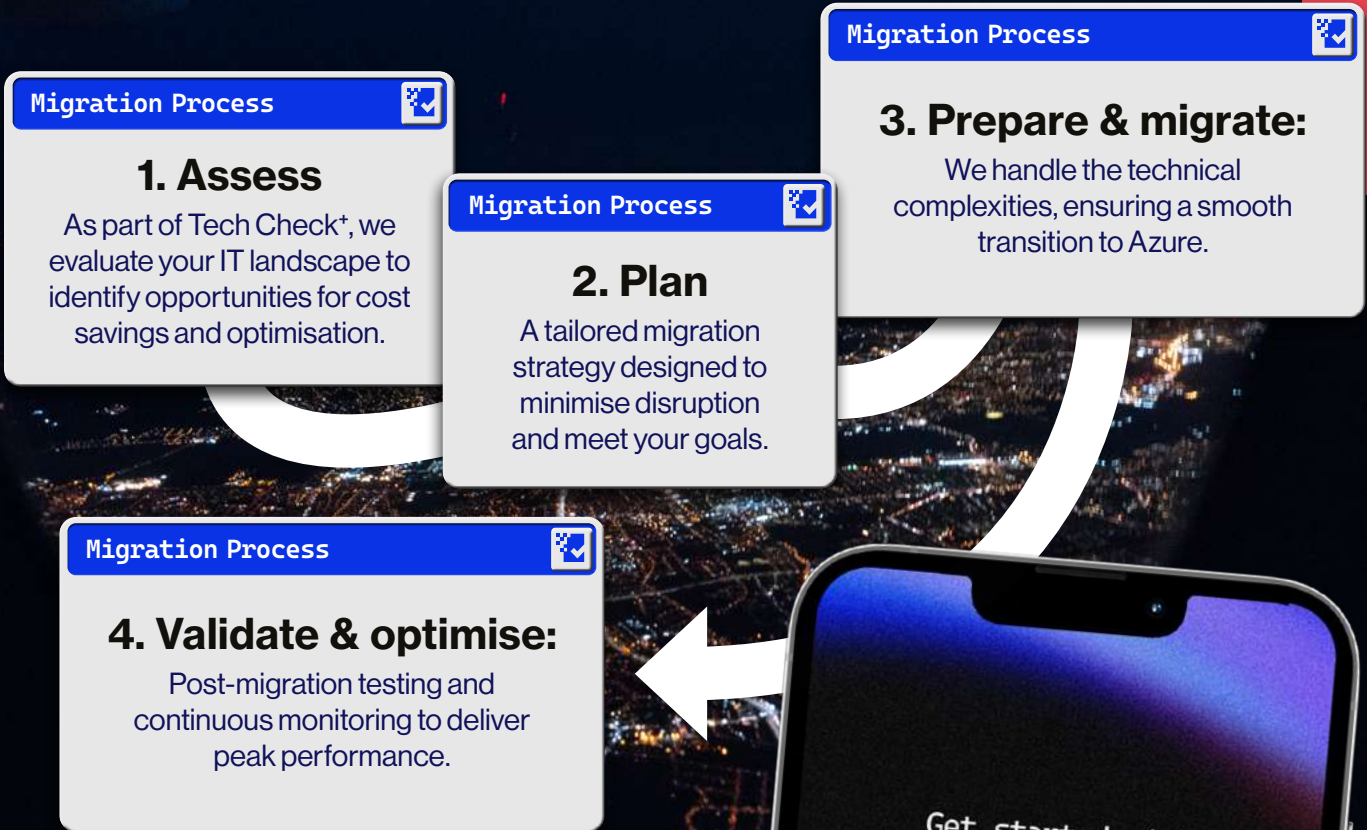 Migration Process
1. Assess
As part of Tech Check⁺, we
evaluate your IT landscape to
identify opportunities for cost
savings and optimisation.
Migration Process
2. Plan
A tailored migration
strategy designed to
minimise disruption
and meet your goals.
Migration Process
3. Prepare & migrate:
We handle the technical
complexities, ensuring a smooth
transition to Azure.
Migration Process
4. Validate & optimise:
Post-migration testing and
continuous monitoring to deliver
peak performance.
Get